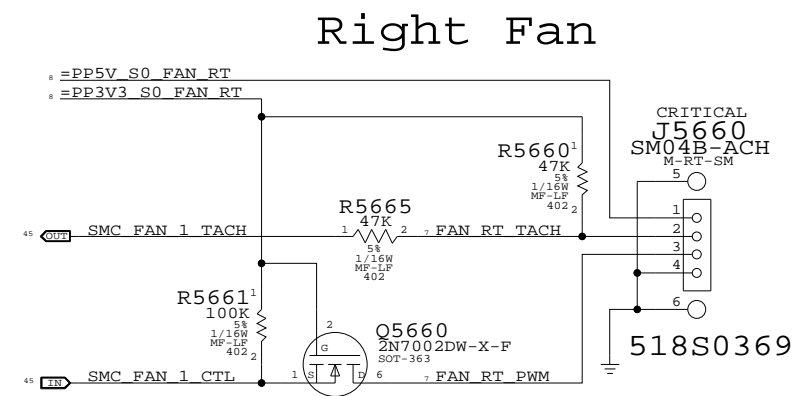 Right Fan
8 =PP5V_S0_FAN_RT
8 =PP3V3_S0_FAN_RT
CRITICAL
J5660
SM04B-ACH
M-RT-SM
R5660 1
47K
5%
1/16W
MF-LF
402 2
5
1
2
3
4
6
518S0369
R5665
47K
1 2
5%
1/16W
MF-LF
402
45 OUT SMC_FAN_1_TACH
7 FAN_RT_TACH
R5661 1
100K
5%
1/16W
MF-LF
402 2
2
G
Q5660
2N7002DW-X-F
SOT-363
45 IN SMC_FAN_1_CTL
1 S D 6
7 FAN_RT_PWM